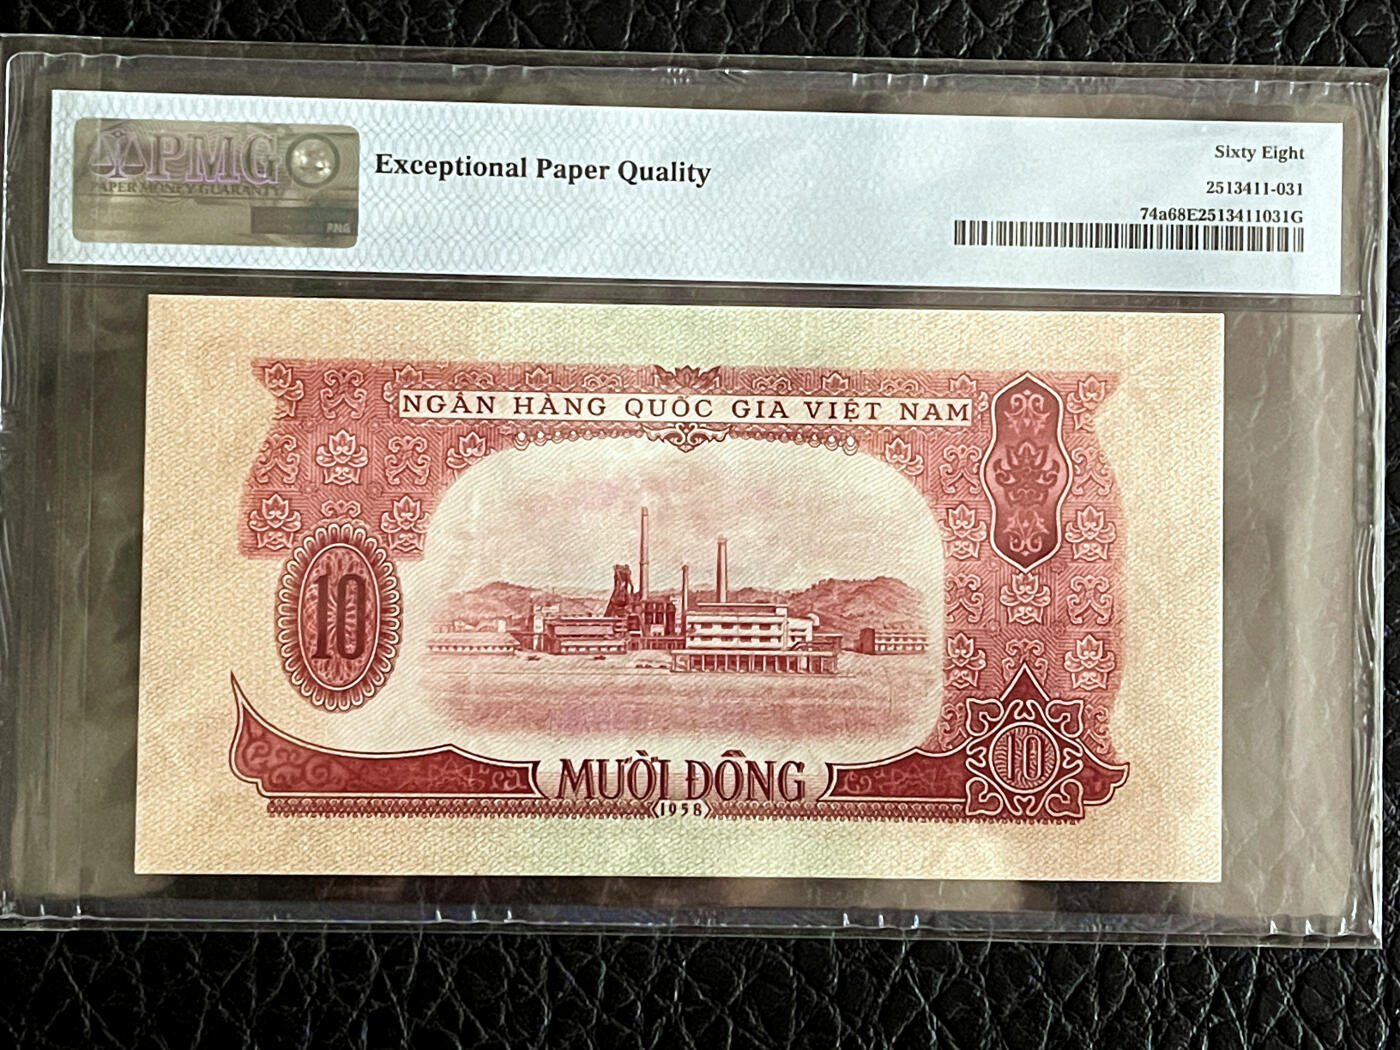 PMG
PAPER MONEY GUARANTY
PNG
Exceptional Paper Quality
Sixty Eight
2513411-031
74a68E2513411031G
NGÂN HÀNG QUỐC GIA VIỆT NAM
10
10
MƯỜI ĐỒNG
1958